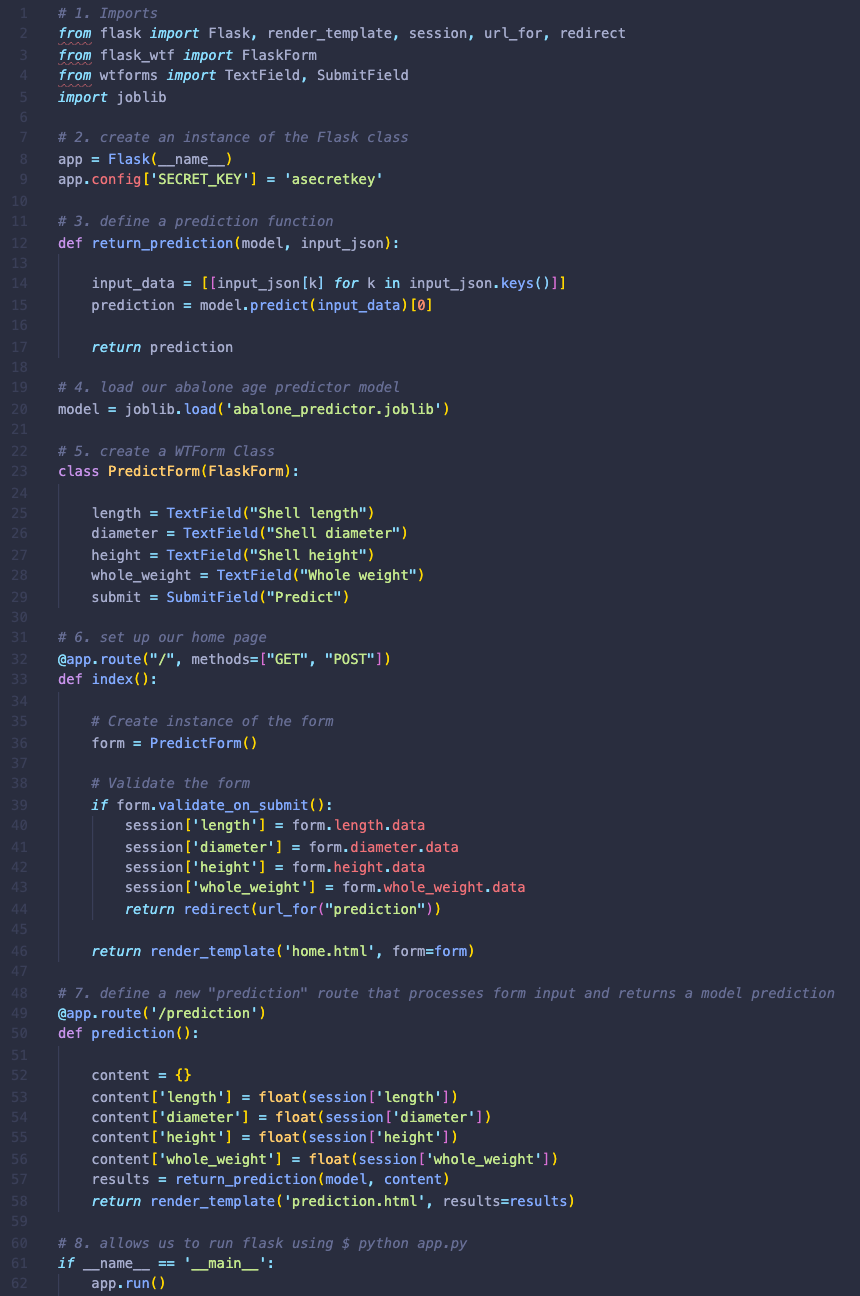 1 # 1. Imports
2 from flask import Flask, render_template, session, url_for, redirect
3 from flask_wtf import FlaskForm
4 from wtforms import TextField, SubmitField
5 import joblib
6
7 # 2. create an instance of the Flask class
8 app = Flask(__name__)
9 app.config['SECRET_KEY'] = 'asecretkey'
10
11 # 3. define a prediction function
12 def return_prediction(model, input_json):
13
14     input_data = [[input_json[k] for k in input_json.keys()]]
15     prediction = model.predict(input_data)[0]
16
17     return prediction
18
19 # 4. load our abalone age predictor model
20 model = joblib.load('abalone_predictor.joblib')
21
22 # 5. create a WTForm Class
23 class PredictForm(FlaskForm):
24
25     length = TextField("Shell length")
26     diameter = TextField("Shell diameter")
27     height = TextField("Shell height")
28     whole_weight = TextField("Whole weight")
29     submit = SubmitField("Predict")
30
31 # 6. set up our home page
32 @app.route("/", methods=["GET", "POST"])
33 def index():
34
35     # Create instance of the form
36     form = PredictForm()
37
38     # Validate the form
39     if form.validate_on_submit():
40         session['length'] = form.length.data
41         session['diameter'] = form.diameter.data
42         session['height'] = form.height.data
43         session['whole_weight'] = form.whole_weight.data
44         return redirect(url_for("prediction"))
45
46     return render_template('home.html', form=form)
47
48 # 7. define a new "prediction" route that processes form input and returns a model prediction
49 @app.route('/prediction')
50 def prediction():
51
52     content = {}
53     content['length'] = float(session['length'])
54     content['diameter'] = float(session['diameter'])
55     content['height'] = float(session['height'])
56     content['whole_weight'] = float(session['whole_weight'])
57     results = return_prediction(model, content)
58     return render_template('prediction.html', results=results)
59
60 # 8. allows us to run flask using $ python app.py
61 if __name__ == '__main__':
62     app.run()